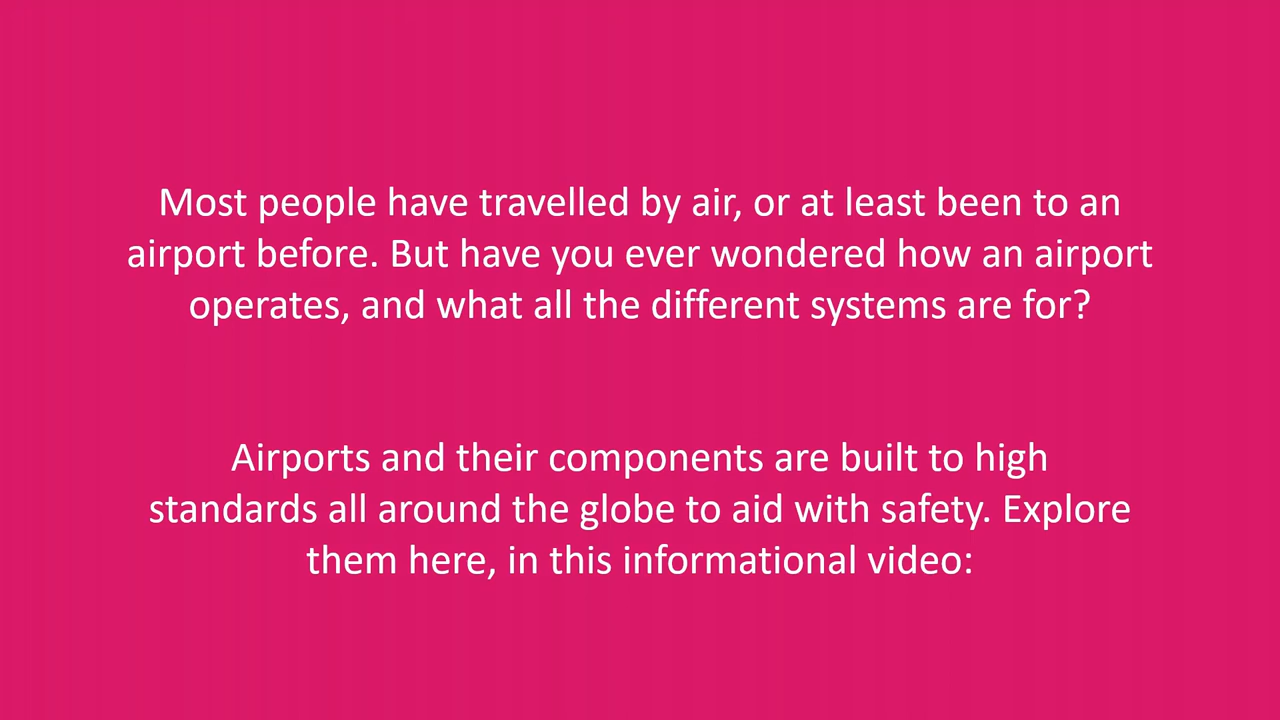 Most people have travelled by air, or at least been to an
airport before. But have you ever wondered how an airport
operates, and what all the different systems are for?
Airports and their components are built to high
standards all around the globe to aid with safety. Explore
them here, in this informational video: